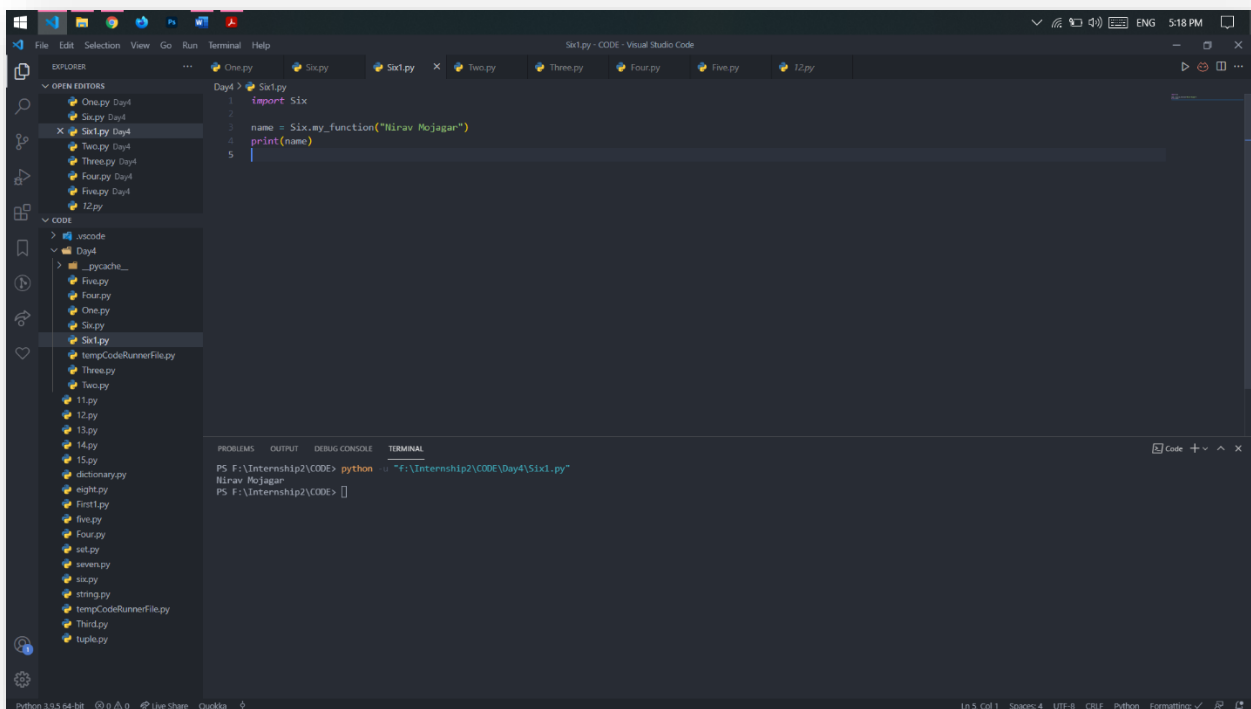 ENG 5:18 PM
File Edit Selection View Go Run Terminal Help
Six1.py - CODE - Visual Studio Code
EXPLORER
One.py Six.py Six1.py Two.py Three.py Four.py Five.py 12.py
OPEN EDITORS
One.py Day4
Six.py Day4
Six1.py Day4
Two.py Day4
Three.py Day4
Four.py Day4
Five.py Day4
12.py
CODE
.vscode
Day4
__pycache__
Five.py
Four.py
One.py
Six.py
Six1.py
tempCodeRunnerFile.py
Three.py
Two.py
11.py
12.py
13.py
14.py
15.py
dictionary.py
eight.py
First1.py
five.py
Four.py
set.py
seven.py
six.py
string.py
tempCodeRunnerFile.py
Third.py
tuple.py
Day4 > Six1.py
1 import Six
2
3 name = Six.my_function("Nirav Mojagar")
4 print(name)
5
PROBLEMS OUTPUT DEBUG CONSOLE TERMINAL
Code
PS F:\Internship2\CODE> python -u "f:\Internship2\CODE\Day4\Six1.py"
Nirav Mojagar
PS F:\Internship2\CODE>
Python 3.9.5 64-bit 0 0 Live Share Quokka
Ln 5, Col 1 Spaces: 4 UTF-8 CRLF Python Formatting: ✓